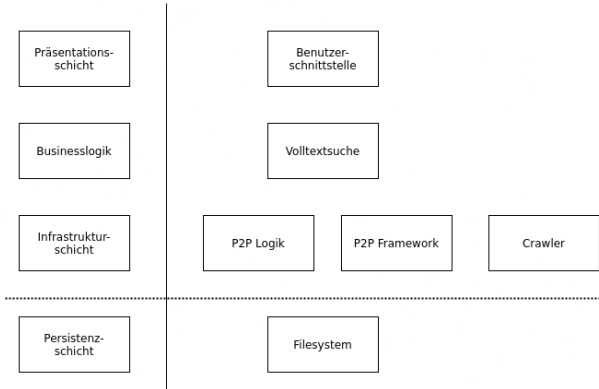 Präsentations-
schicht
Benutzer-
schnittstelle
Businesslogik
Volltextsuche
Infrastruktur-
schicht
P2P Logik
P2P Framework
Crawler
Persistenz-
schicht
Filesystem